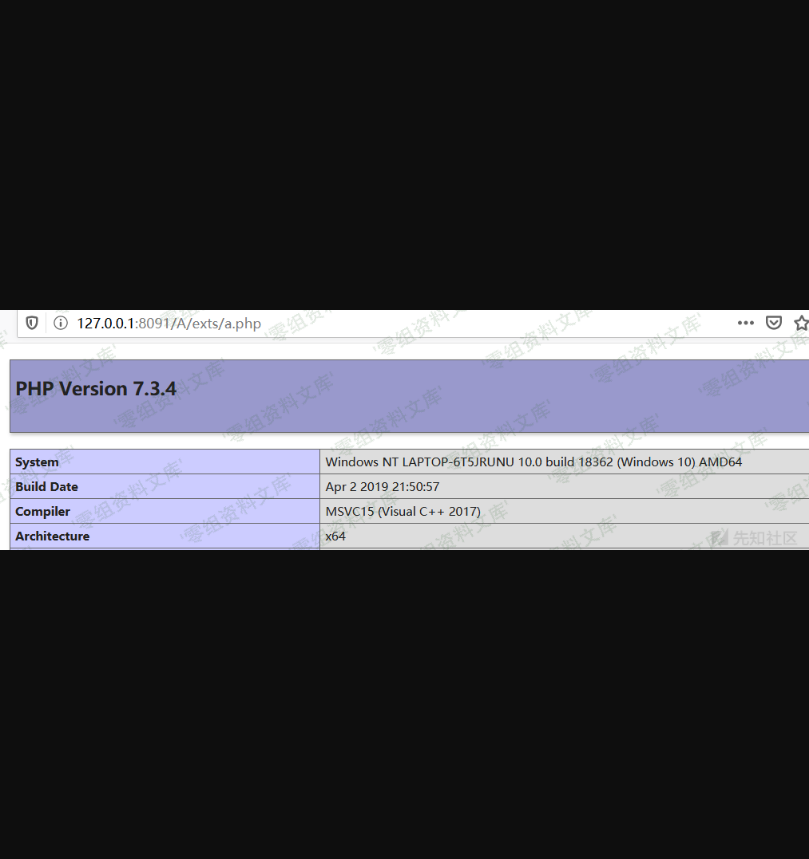 127.0.0.1:8091/A/exts/a.php
PHP Version 7.3.4
System Windows NT LAPTOP-6T5JRUNU 10.0 build 18362 (Windows 10) AMD64
Build Date Apr 2 2019 21:50:57
Compiler MSVC15 (Visual C++ 2017)
Architecture x64
先知社区
'零组资料文库'